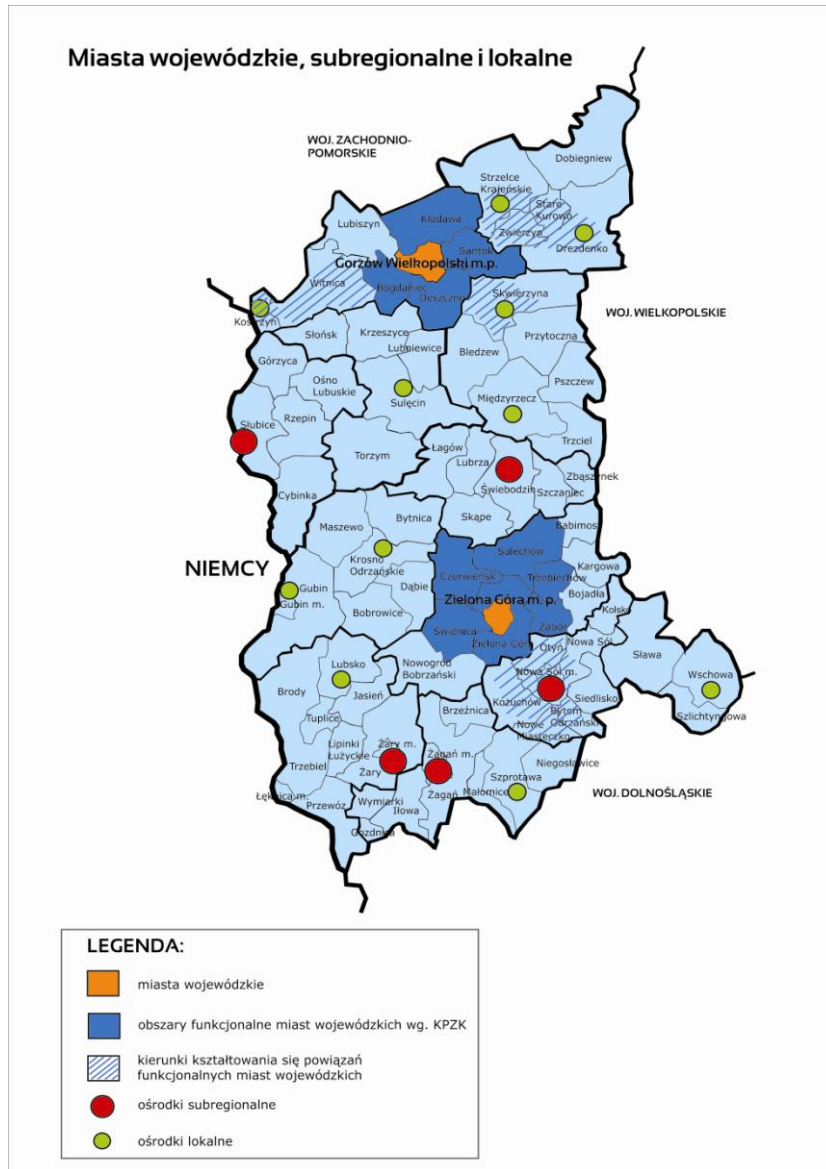 Miasta wojewódzkie, subregionalne i lokalne
WOJ. ZACHODNIO-
POMORSKIE
Dobiegniew
Strzelce
Krajeńskie
Stare
Kurowo
Zwierzyn
Drezdenko
Lubiszyn
Kłodawa
Santok
Gorzów Wielkopolski m.p.
Witnica
Bogdaniec
Deszczno
Skwierzyna
Kostrzyn
WOJ. WIELKOPOLSKIE
Słońsk
Krzeszyce
Lubniewice
Przytoczna
Bledzew
Górzyca
Ośno
Lubuskie
Pszczew
Sulęcin
Międzyrzecz
Rzepin
Słubice
Trzciel
Torzym
Łagów
Lubrza
Zbąszynek
Świebodzin
Szczaniec
Cybinka
Skąpe
Bytnica
Maszewo
Babimost
Sulechów
NIEMCY
Krosno
Odrzańskie
Kargowa
Czerwieńsk
Trzebiechów
Dąbie
Bojadła
Gubin
Gubin m.
Zielona Góra m. p.
Kolsko
Bobrowice
Zabór
Świdnica
Zielona Góra
Otyń
Nowa Sól
Sława
Nowogród
Bobrzański
Lubsko
Nowa Sól m.
Wschowa
Brody
Jasień
Siedlisko
Kożuchów
Brzeźnica
Bytom
Odrzański
Szlichtyngowa
Tuplice
Nowe
Miasteczko
Lipinki
Łużyckie
Żary m.
Żagań m.
Niegosławice
Trzebiel
Żary
Szprotawa
Żagań
Małomice
WOJ. DOLNOŚLĄSKIE
Łęknica m.
Przewóz
Wymiarki
Iłowa
Gozdnica
LEGENDA:
miasta wojewódzkie
obszary funkcjonalne miast wojewódzkich wg. KPZK
kierunki kształtowania się powiązań
funkcjonalnych miast wojewódzkich
ośrodki subregionalne
ośrodki lokalne